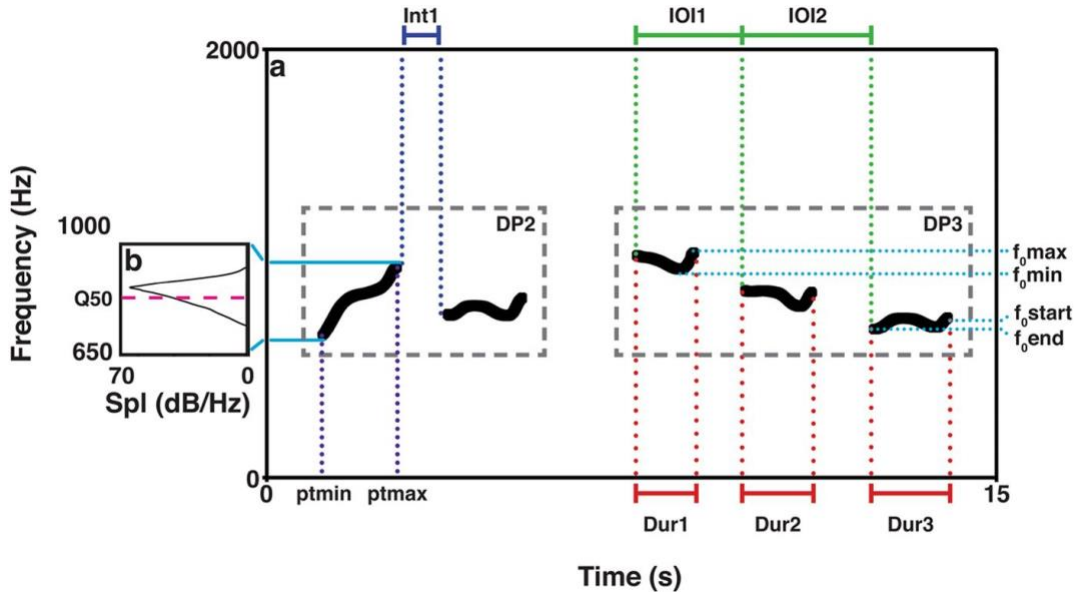 Int1
IOI1
IOI2
2000
a
Frequency (Hz)
1000
DP2
DP3
b
f₀max
f₀min
Q50
f₀start
f₀end
650
70
0
Spl (dB/Hz)
0
0
ptmin
ptmax
15
Dur1
Dur2
Dur3
Time (s)